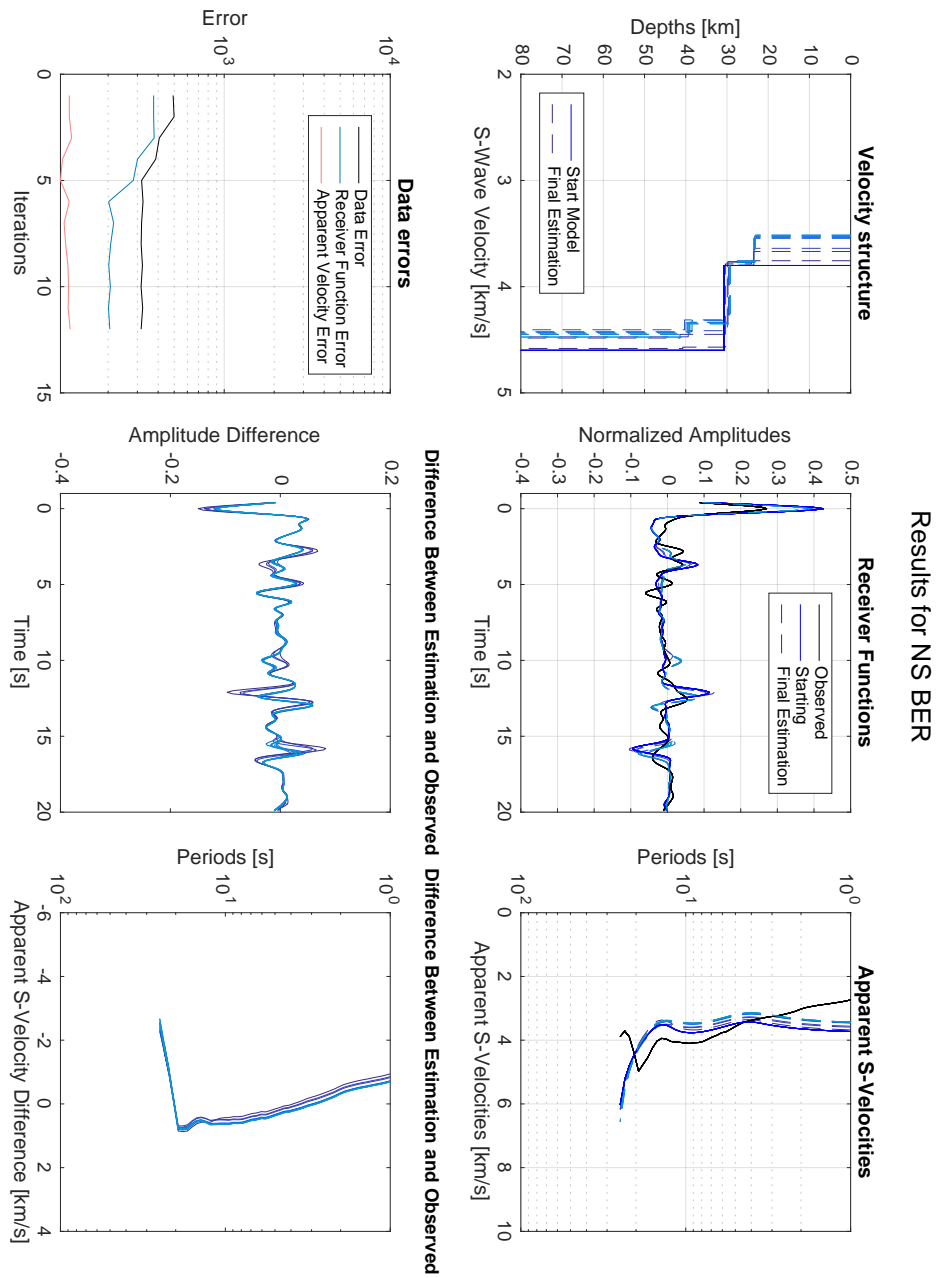 Results for NS BER
Velocity structure
0
10
20
30
40
50
60
70
80
Depths [km]
2 3 4 5
S-Wave Velocity [km/s]
Start Model
Final Estimation
Receiver Functions
0.5
0.4
0.3
0.2
0.1
0
-0.1
-0.2
-0.3
-0.4
Normalized Amplitudes
0 5 10 15 20
Time [s]
Observed
Starting
Final Estimation
Apparent S-Velocities
10^0
10^1
10^2
Periods [s]
0 2 4 6 8 10
Apparent S-Velocities [km/s]
Data errors
10^4
10^3
Error
0 5 10 15
Iterations
Data Error
Receiver Function Error
Apparent Velocity Error
Difference Between Estimation and Observed
0.2
0
-0.2
-0.4
Amplitude Difference
0 5 10 15 20
Time [s]
Difference Between Estimation and Observed
10^0
10^1
10^2
Periods [s]
-6 -4 -2 0 2 4
Apparent S-Velocity Difference [km/s]